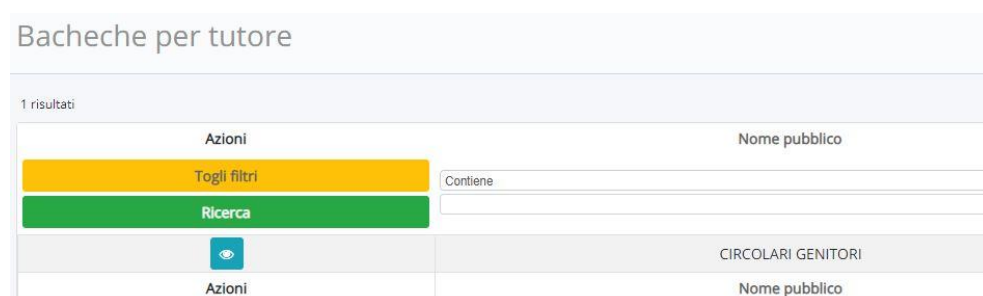 Bacheche per tutore
1 risultati
Azioni Nome pubblico
Togli filtri
Contiene
Ricerca
CIRCOLARI GENITORI
Azioni Nome pubblico